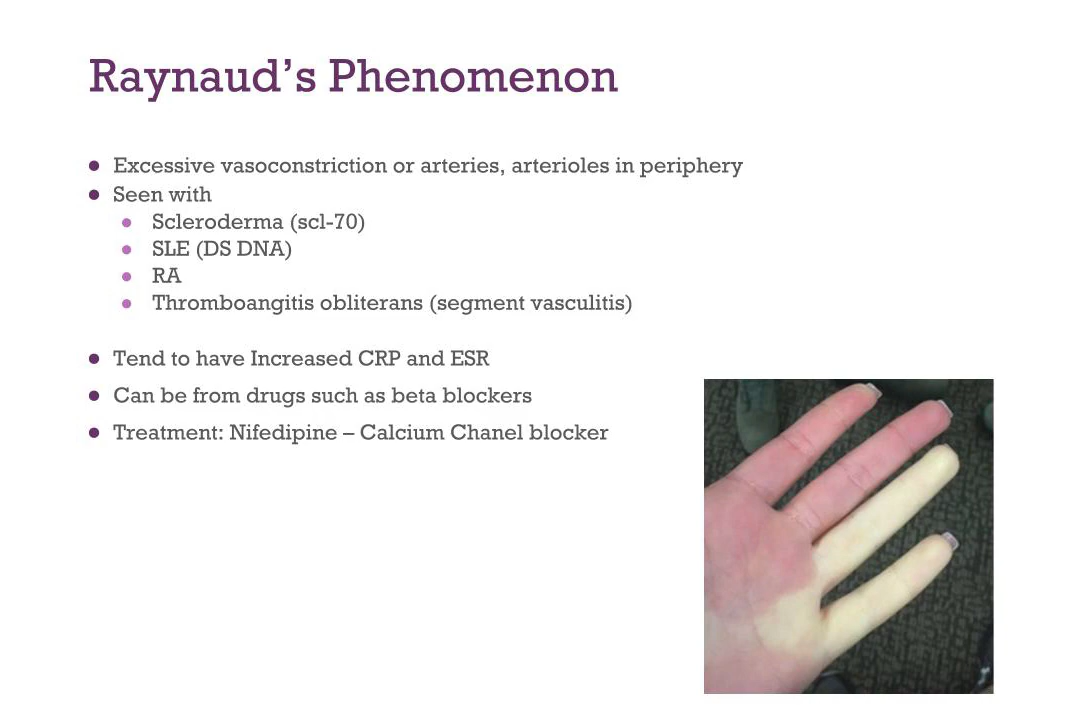 Raynaud’s Phenomenon
Excessive vasoconstriction or arteries, arterioles in periphery
Seen with
Scleroderma (scl-70)
SLE (DS DNA)
RA
Thromboangitis obliterans (segment vasculitis)
Tend to have Increased CRP and ESR
Can be from drugs such as beta blockers
Treatment: Nifedipine – Calcium Chanel blocker